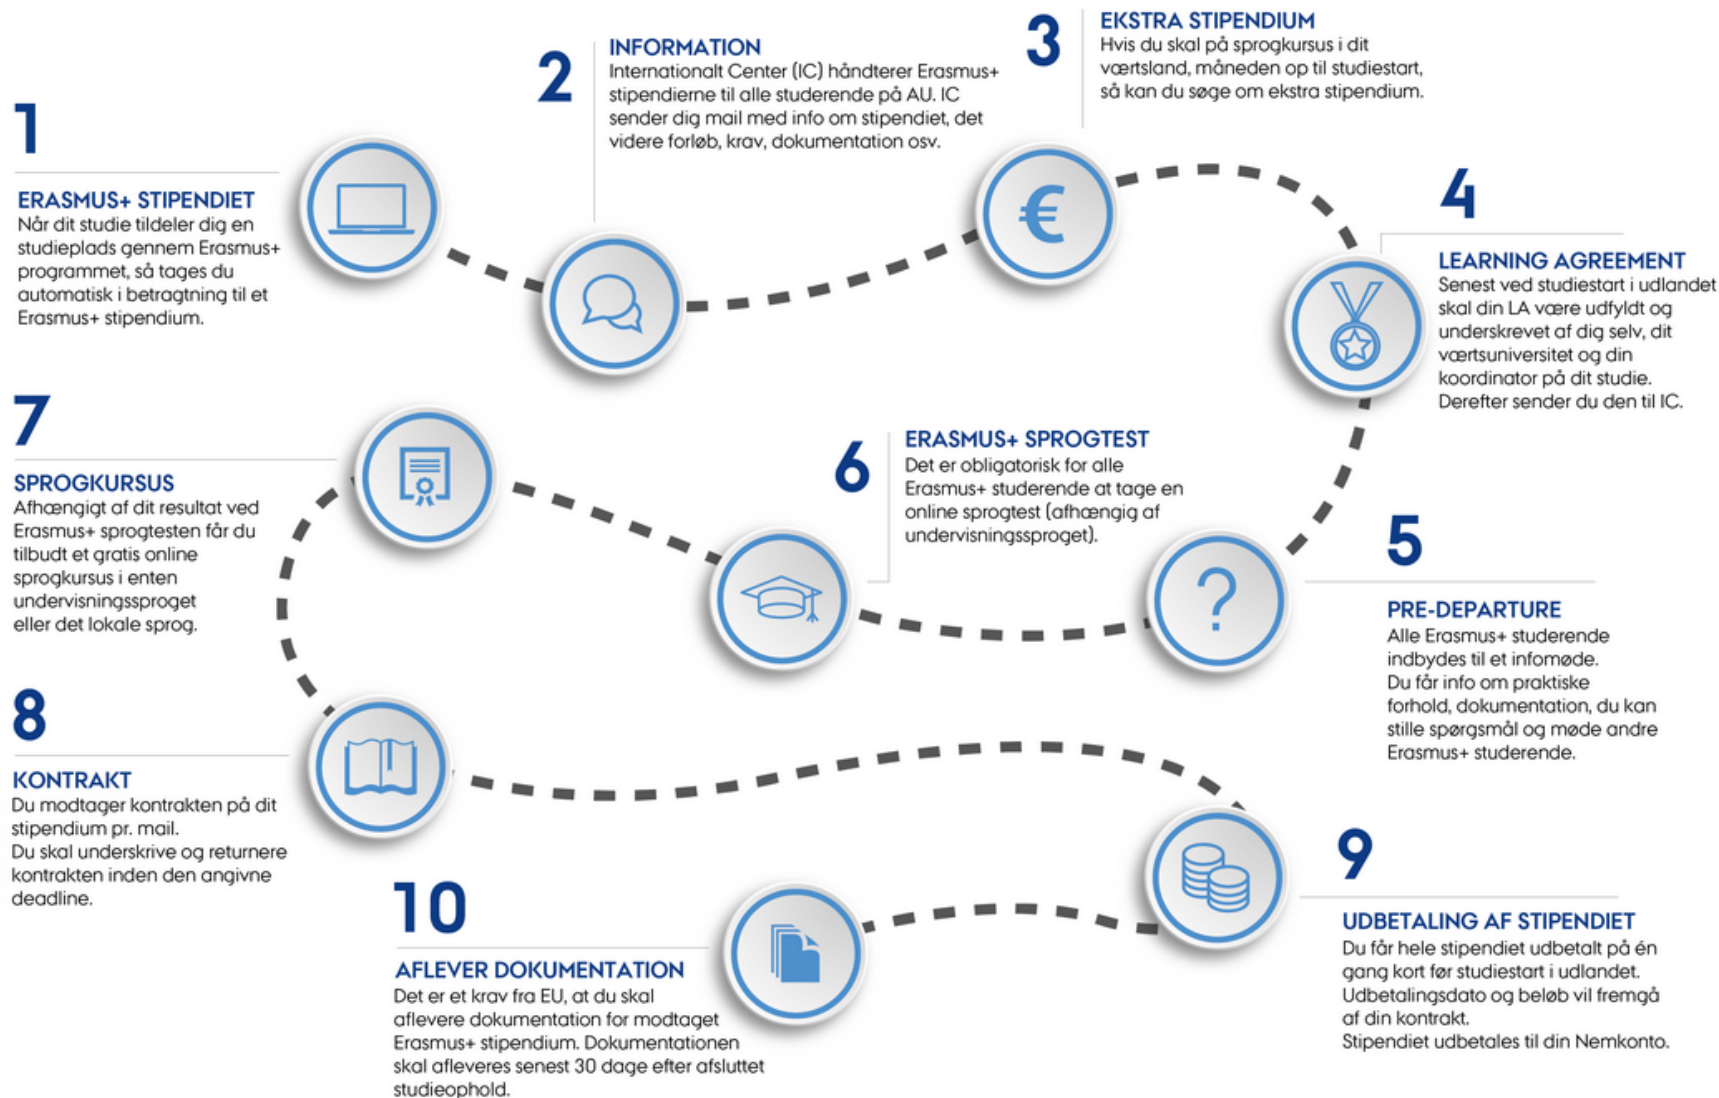 1
ERASMUS+ STIPENDIET
Når dit studie tildeler dig en
studieplads gennem Erasmus+
programmet, så tages du
automatisk i betragtning til et
Erasmus+ stipendium.
2
INFORMATION
Internationalt Center (IC) håndterer Erasmus+
stipendierne til alle studerende på AU. IC
sender dig mail med info om stipendiet, det
videre forløb, krav, dokumentation osv.
3
EKSTRA STIPENDIUM
Hvis du skal på sprogkursus i dit
værtsland, måneden op til studiestart,
så kan du søge om ekstra stipendium.
€
4
LEARNING AGREEMENT
Senest ved studiestart i udlandet
skal din LA være udfyldt og
underskrevet af dig selv, dit
værtsuniversitet og din
koordinator på dit studie.
Derefter sender du den til IC.
5
PRE-DEPARTURE
Alle Erasmus+ studerende
indbydes til et infomøde.
Du får info om praktiske
forhold, dokumentation, du kan
stille spørgsmål og møde andre
Erasmus+ studerende.
?
6
ERASMUS+ SPROGTEST
Det er obligatorisk for alle
Erasmus+ studerende at tage en
online sprogtest (afhængig af
undervisningssproget).
7
SPROGKURSUS
Afhængigt af dit resultat ved
Erasmus+ sprogtesten får du
tilbudt et gratis online
sprogkursus i enten
undervisningssproget
eller det lokale sprog.
8
KONTRAKT
Du modtager kontrakten på dit
stipendium pr. mail.
Du skal underskrive og returnere
kontrakten inden den angivne
deadline.
9
UDBETALING AF STIPENDIET
Du får hele stipendiet udbetalt på én
gang kort før studiestart i udlandet.
Udbetalingsdato og beløb vil fremgå
af din kontrakt.
Stipendiet udbetales til din Nemkonto.
10
AFLEVER DOKUMENTATION
Det er et krav fra EU, at du skal
aflevere dokumentation for modtaget
Erasmus+ stipendium. Dokumentationen
skal afleveres senest 30 dage efter afsluttet
studieophold.